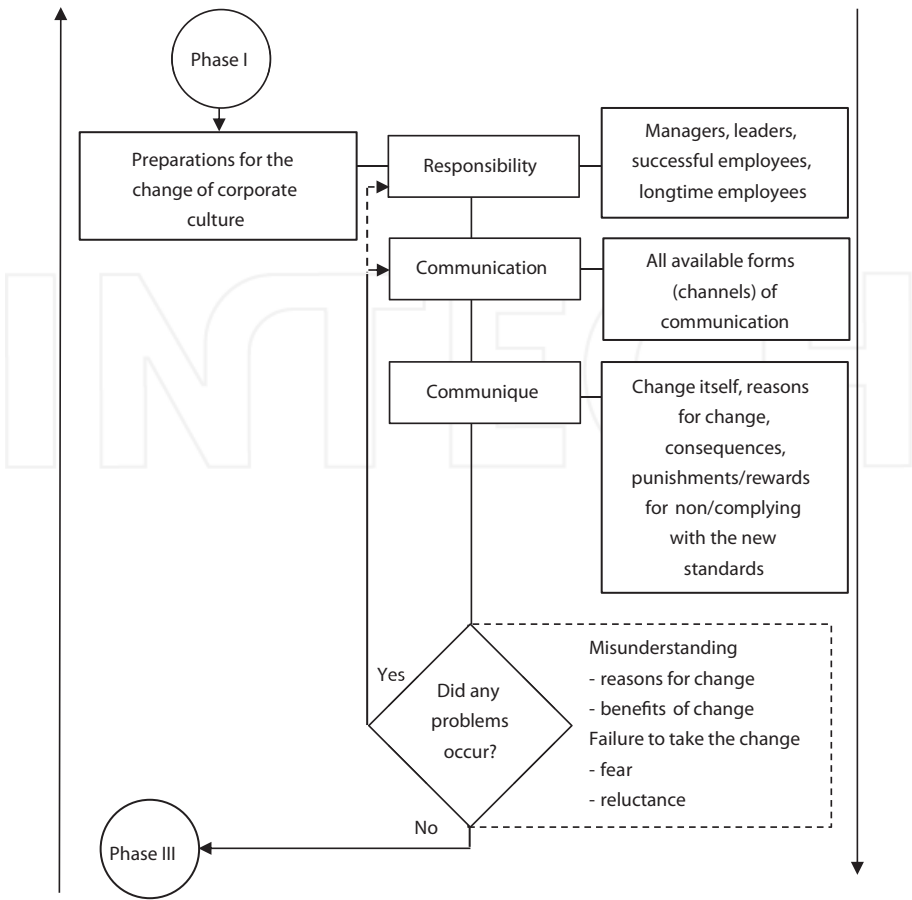 Phase I
Preparations for the
change of corporate
culture
Responsibility
Managers, leaders,
successful employees,
longtime employees
Communication
All available forms
(channels) of
communication
Communique
Change itself, reasons
for change,
consequences,
punishments/rewards
for non/complying
with the new
standards
Yes
Did any
problems
occur?
Misunderstanding
- reasons for change
- benefits of change
Failure to take the change
- fear
- reluctance
No
Phase III
INTECH